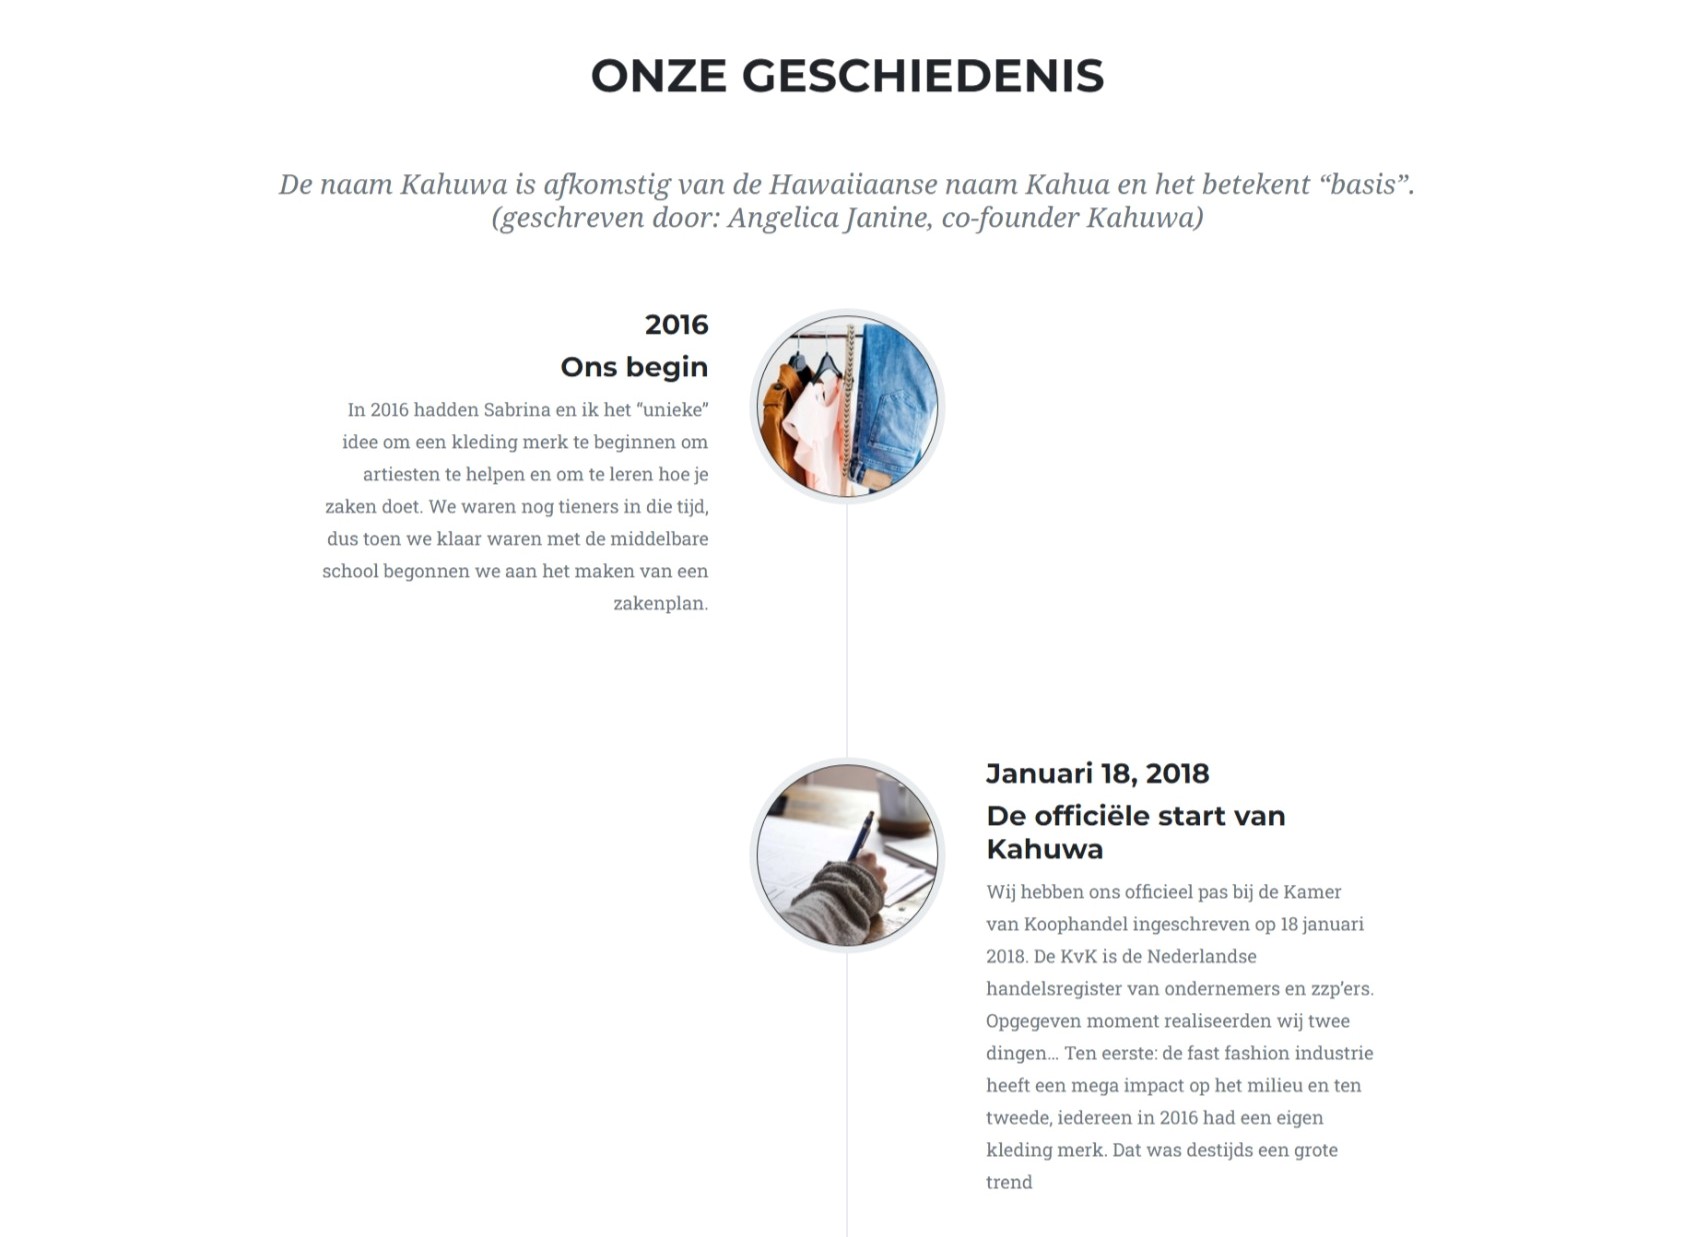 ONZE GESCHIEDENIS
De naam Kahuwa is afkomstig van de Hawaiiaanse naam Kahua en het betekent “basis”.
(geschreven door: Angelica Janine, co-founder Kahuwa)
2016
Ons begin
In 2016 hadden Sabrina en ik het “unieke”
idee om een kleding merk te beginnen om
artiesten te helpen en om te leren hoe je
zaken doet. We waren nog tieners in die tijd,
dus toen we klaar waren met de middelbare
school begonnen we aan het maken van een
zakenplan.
Januari 18, 2018
De officiële start van
Kahuwa
Wij hebben ons officieel pas bij de Kamer
van Koophandel ingeschreven op 18 januari
2018. De KvK is de Nederlandse
handelsregister van ondernemers en zzp’ers.
Opgegeven moment realiseerden wij twee
dingen… Ten eerste: de fast fashion industrie
heeft een mega impact op het milieu en ten
tweede, iedereen in 2016 had een eigen
kleding merk. Dat was destijds een grote
trend